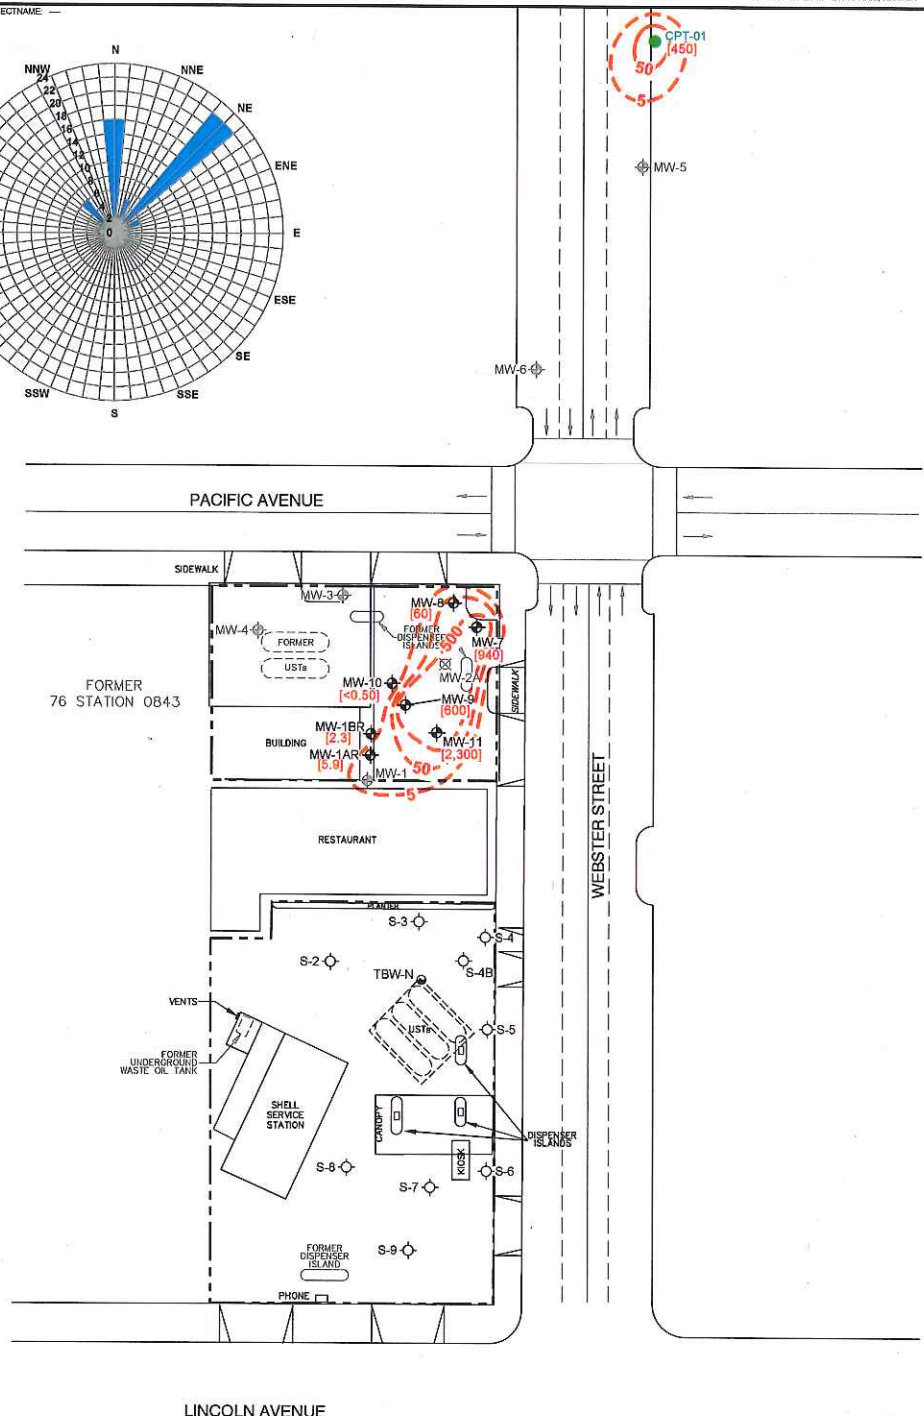 ECTNAME: —
N
NNW
NNE
24
22
20
18
16
14
12
10
8
6
4
2
0
NE
ENE
E
ESE
SE
SSE
S
SSW
CPT-01
[450]
50
5
MW-5
MW-6
PACIFIC AVENUE
SIDEWALK
MW-3
MW-8
[60]
MW-4
FORMER
USTs
FORMER
DISPENSER
ISLANDS
500
MW-7
[940]
MW-2A
MW-10
[<0.50]
MW-9
[600]
SIDEWALK
FORMER
76 STATION 0843
MW-1BR
[2.3]
BUILDING
MW-1AR
[5.9]
MW-11
[2,300]
MW-1
50
5
RESTAURANT
WEBSTER STREET
PLANTER
S-3
S-4
S-2
S-4B
TBW-N
VENTS
USTs
S-5
FORMER
UNDERGROUND
WASTE OIL TANK
SHELL
SERVICE
STATION
CANOPY
DISPENSER
ISLANDS
KIOSK
S-8
S-6
S-7
S-9
FORMER
DISPENSER
ISLAND
PHONE
LINCOLN AVENUE